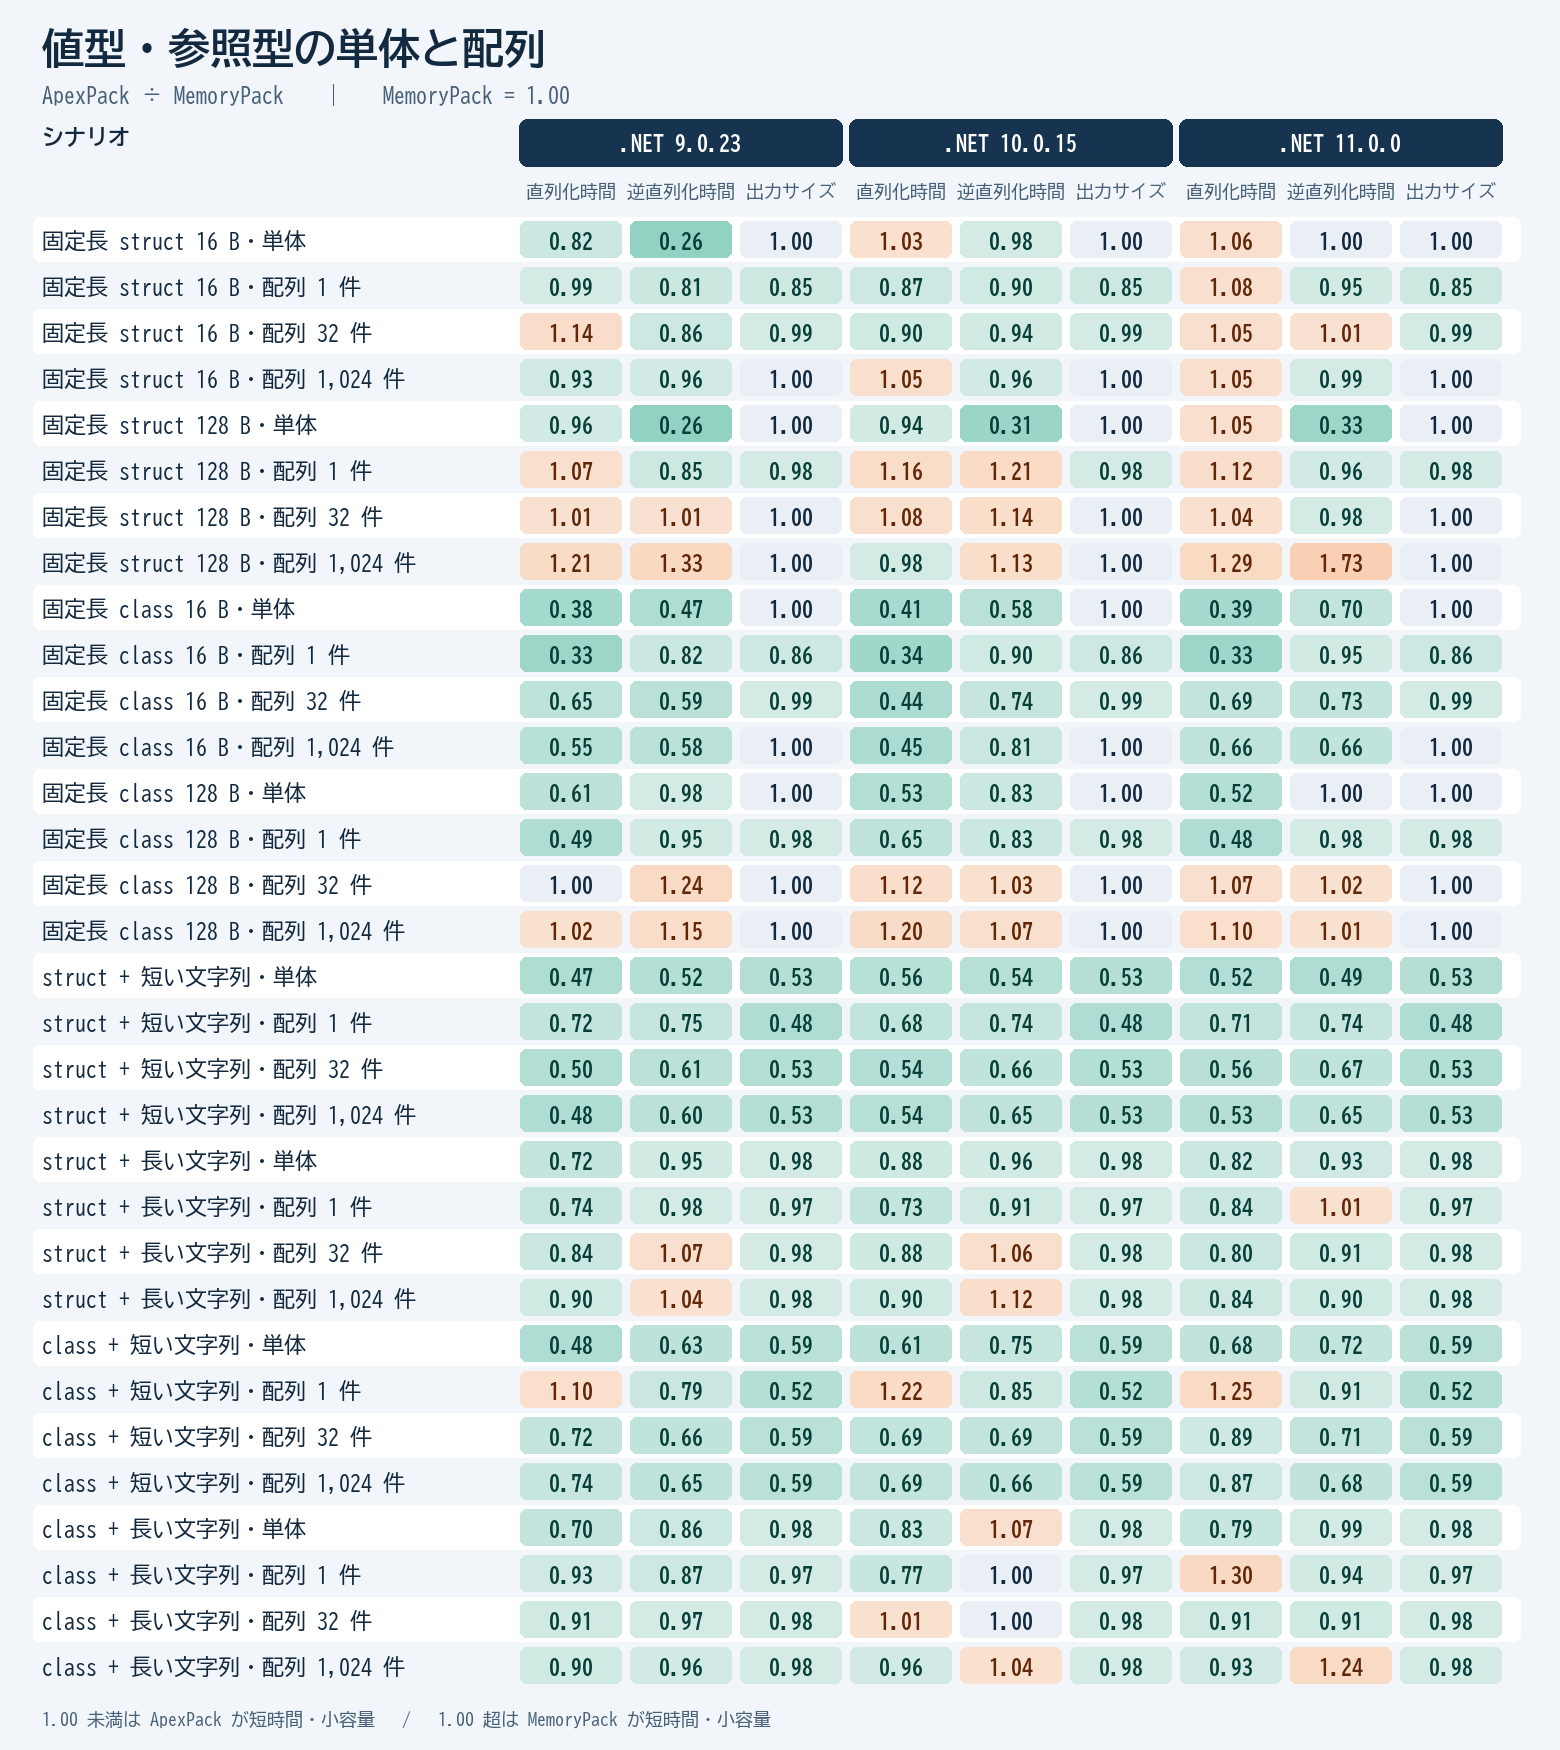 値型・参照型の単体と配列
ApexPack ÷ MemoryPack | MemoryPack = 1.00
シナリオ .NET 9.0.23 .NET 10.0.15 .NET 11.0.0
直列化時間 逆直列化時間 出力サイズ 直列化時間 逆直列化時間 出力サイズ 直列化時間 逆直列化時間 出力サイズ
固定長 struct 16 B・単体 0.82 0.26 1.00 1.03 0.98 1.00 1.06 1.00 1.00
固定長 struct 16 B・配列 1 件 0.99 0.81 0.85 0.87 0.90 0.85 1.08 0.95 0.85
固定長 struct 16 B・配列 32 件 1.14 0.86 0.99 0.90 0.94 0.99 1.05 1.01 0.99
固定長 struct 16 B・配列 1,024 件 0.93 0.96 1.00 1.05 0.96 1.00 1.05 0.99 1.00
固定長 struct 128 B・単体 0.96 0.26 1.00 0.94 0.31 1.00 1.05 0.33 1.00
固定長 struct 128 B・配列 1 件 1.07 0.85 0.98 1.16 1.21 0.98 1.12 0.96 0.98
固定長 struct 128 B・配列 32 件 1.01 1.01 1.00 1.08 1.14 1.00 1.04 0.98 1.00
固定長 struct 128 B・配列 1,024 件 1.21 1.33 1.00 0.98 1.13 1.00 1.29 1.73 1.00
固定長 class 16 B・単体 0.38 0.47 1.00 0.41 0.58 1.00 0.39 0.70 1.00
固定長 class 16 B・配列 1 件 0.33 0.82 0.86 0.34 0.90 0.86 0.33 0.95 0.86
固定長 class 16 B・配列 32 件 0.65 0.59 0.99 0.44 0.74 0.99 0.69 0.73 0.99
固定長 class 16 B・配列 1,024 件 0.55 0.58 1.00 0.45 0.81 1.00 0.66 0.66 1.00
固定長 class 128 B・単体 0.61 0.98 1.00 0.53 0.83 1.00 0.52 1.00 1.00
固定長 class 128 B・配列 1 件 0.49 0.95 0.98 0.65 0.83 0.98 0.48 0.98 0.98
固定長 class 128 B・配列 32 件 1.00 1.24 1.00 1.12 1.03 1.00 1.07 1.02 1.00
固定長 class 128 B・配列 1,024 件 1.02 1.15 1.00 1.20 1.07 1.00 1.10 1.01 1.00
struct + 短い文字列・単体 0.47 0.52 0.53 0.56 0.54 0.53 0.52 0.49 0.53
struct + 短い文字列・配列 1 件 0.72 0.75 0.48 0.68 0.74 0.48 0.71 0.74 0.48
struct + 短い文字列・配列 32 件 0.50 0.61 0.53 0.54 0.66 0.53 0.56 0.67 0.53
struct + 短い文字列・配列 1,024 件 0.48 0.60 0.53 0.54 0.65 0.53 0.53 0.65 0.53
struct + 長い文字列・単体 0.72 0.95 0.98 0.88 0.96 0.98 0.82 0.93 0.98
struct + 長い文字列・配列 1 件 0.74 0.98 0.97 0.73 0.91 0.97 0.84 1.01 0.97
struct + 長い文字列・配列 32 件 0.84 1.07 0.98 0.88 1.06 0.98 0.80 0.91 0.98
struct + 長い文字列・配列 1,024 件 0.90 1.04 0.98 0.90 1.12 0.98 0.84 0.90 0.98
class + 短い文字列・単体 0.48 0.63 0.59 0.61 0.75 0.59 0.68 0.72 0.59
class + 短い文字列・配列 1 件 1.10 0.79 0.52 1.22 0.85 0.52 1.25 0.91 0.52
class + 短い文字列・配列 32 件 0.72 0.66 0.59 0.69 0.69 0.59 0.89 0.71 0.59
class + 短い文字列・配列 1,024 件 0.74 0.65 0.59 0.69 0.66 0.59 0.87 0.68 0.59
class + 長い文字列・単体 0.70 0.86 0.98 0.83 1.07 0.98 0.79 0.99 0.98
class + 長い文字列・配列 1 件 0.93 0.87 0.97 0.77 1.00 0.97 1.30 0.94 0.97
class + 長い文字列・配列 32 件 0.91 0.97 0.98 1.01 1.00 0.98 0.91 0.91 0.98
class + 長い文字列・配列 1,024 件 0.90 0.96 0.98 0.96 1.04 0.98 0.93 1.24 0.98
1.00 未満は ApexPack が短時間・小容量 / 1.00 超は MemoryPack が短時間・小容量